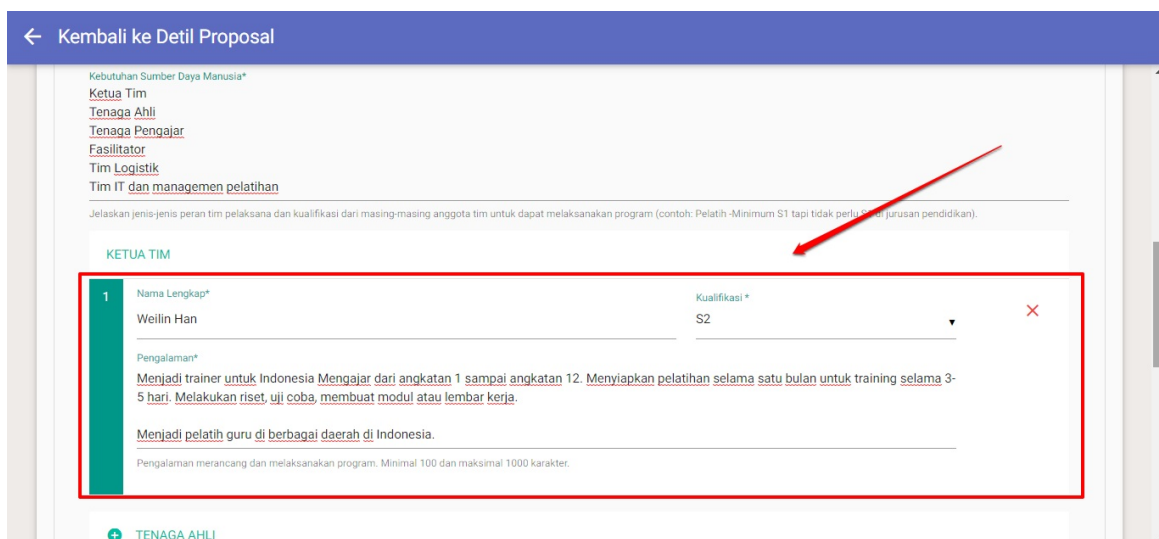 Kembali ke Detil Proposal
Kebutuhan Sumber Daya Manusia*
Ketua Tim
Tenaga Ahli
Tenaga Pengajar
Fasilitator
Tim Logistik
Tim IT dan managemen pelatihan
Jelaskan jenis-jenis peran tim pelaksana dan kualifikasi dari masing-masing anggota tim untuk dapat melaksanakan program (contoh: Pelatih -Minimum S1 tapi tidak perlu di jurusan pendidikan).
KETUA TIM
1
Nama Lengkap*
Kualifikasi *
Weilin Han
S2
Pengalaman*
Menjadi trainer untuk Indonesia Mengajar dari angkatan 1 sampai angkatan 12. Menyiapkan pelatihan selama satu bulan untuk training selama 3-
5 hari. Melakukan riset, uji coba, membuat modul atau lembar kerja.
Menjadi pelatih guru di berbagai daerah di Indonesia.
Pengalaman merancang dan melaksanakan program. Minimal 100 dan maksimal 1000 karakter.
TENAGA AHLI